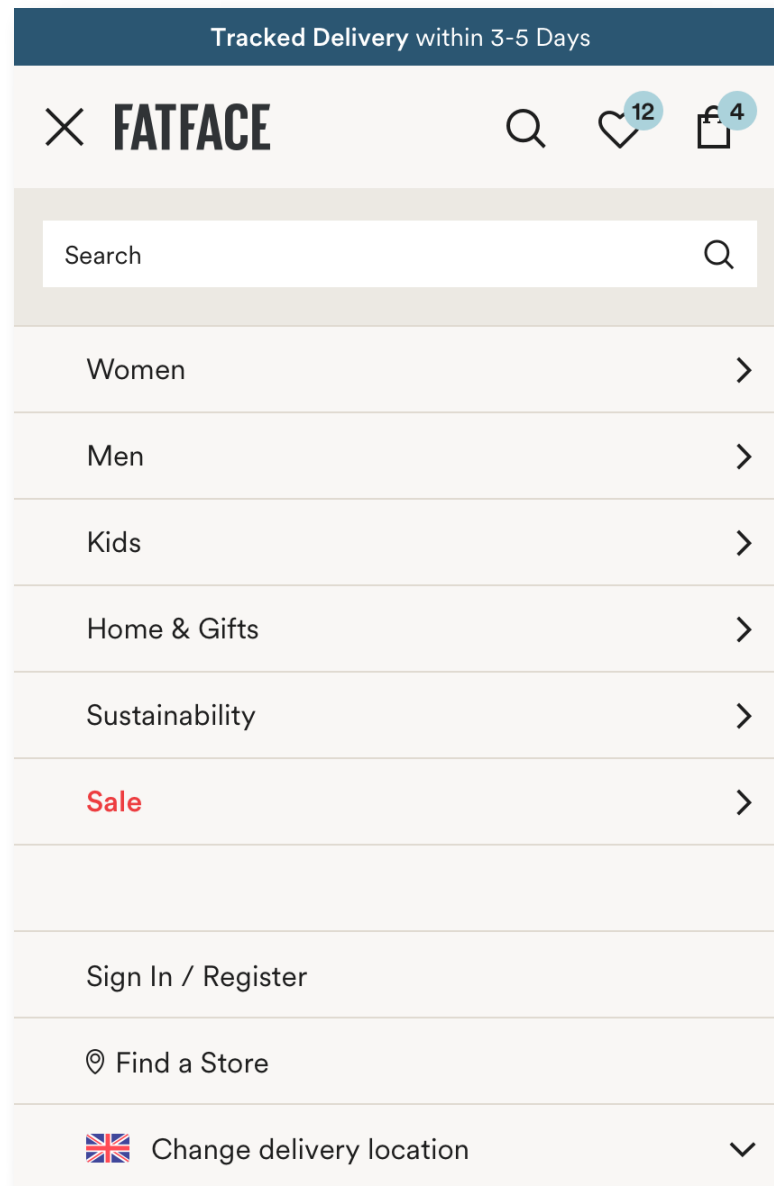 Tracked Delivery within 3-5 Days
FATFACE 12 4
Search
Women
Men
Kids
Home & Gifts
Sustainability
Sale
Sign In / Register
Find a Store
Change delivery location